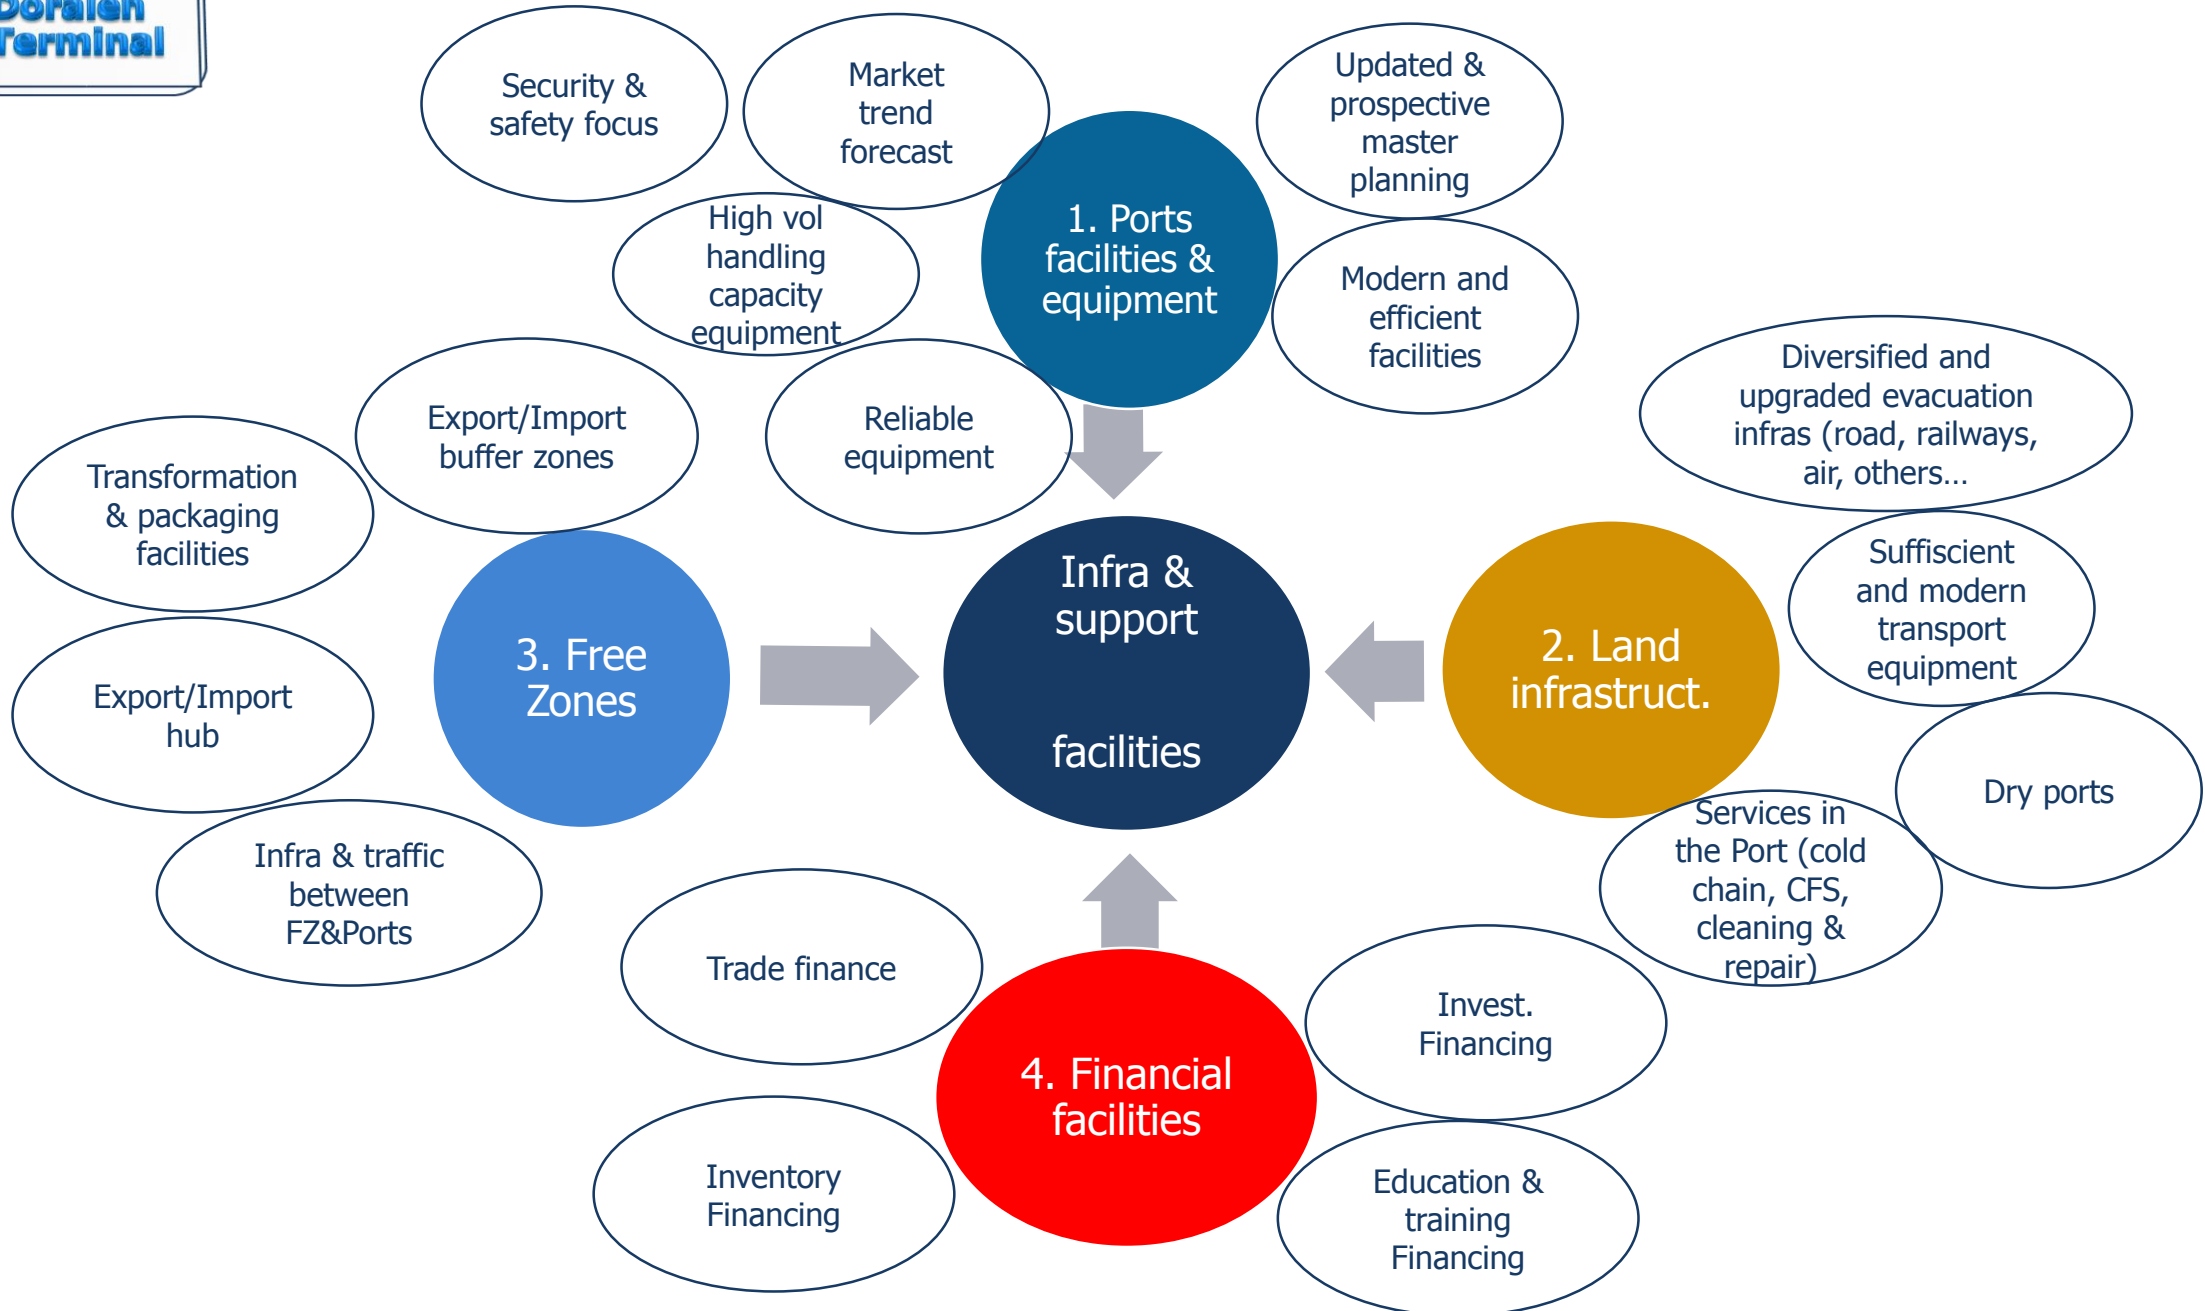 Doraleh
Terminal
Security &
safety focus
Market
trend
forecast
Updated &
prospective
master
planning
High vol
handling
capacity
equipment
1. Ports
facilities &
equipment
Modern and
efficient
facilities
Export/Import
buffer zones
Reliable
equipment
Diversified and
upgraded evacuation
infras (road, railways,
air, others...
Transformation
& packaging
facilities
Suffiscient
and modern
transport
equipment
Infra &
support
facilities
3. Free
Zones
2. Land
infrastruct.
Export/Import
hub
Dry ports
Services in
the Port (cold
chain, CFS,
cleaning &
repair)
Infra & traffic
between
FZ&Ports
Trade finance
Invest.
Financing
4. Financial
facilities
Inventory
Financing
Education &
training
Financing